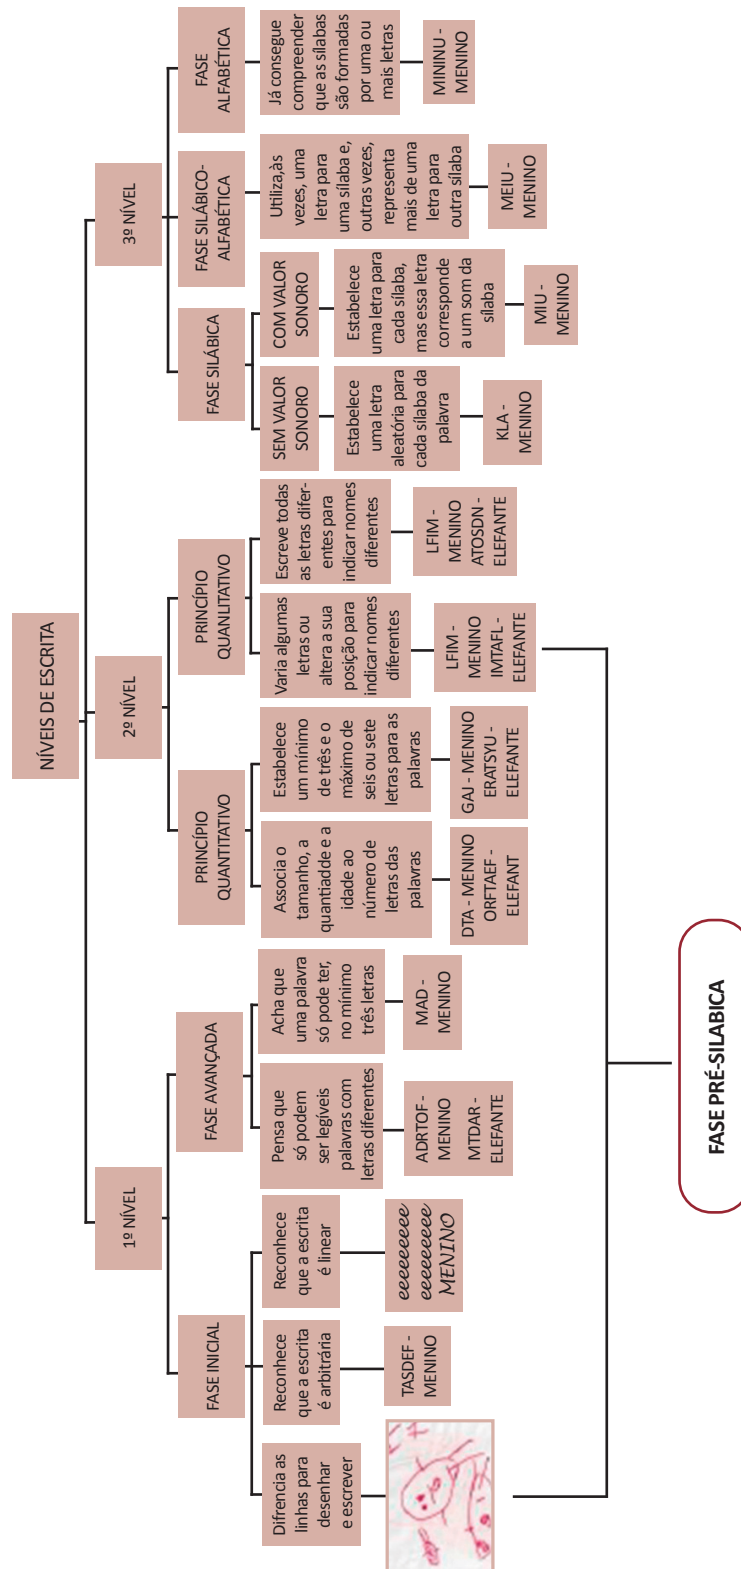 NÍVEIS DE ESCRITA
1º NÍVEL
FASE INICIAL
Difrencia as
linhas para
desenhar
e escrever
Reconhece
que a escrita
é arbitrária
TASDEF -
MENINO
Reconhece
que a escrita
é linear
eeeeeeeee
eeeeeeeee
MENINO
FASE AVANÇADA
Pensa que
só podem
ser legíveis
palavras com
letras diferentes
ADRTOF -
MENINO
MTDAR -
ELEFANTE
Acha que
uma palavra
só pode ter,
no mínimo
três letras
MAD -
MENINO
2º NÍVEL
PRINCÍPIO
QUANTITATIVO
Associa o
tamanho, a
quantiadde e a
idade ao
número de
letras das
palavras
DTA - MENINO
ORFTAEF -
ELEFANT
Estabelece
um mínimo
de três e o
máximo de
seis ou sete
letras para as
palavras
GAJ - MENINO
ERATSYU -
ELEFANTE
PRINCÍPIO
QUANLITATIVO
Varia algumas
letras ou
altera a sua
posição para
indicar nomes
diferentes
LFIM -
MENINO
IMTAFL -
ELEFANTE
Escreve todas
as letras difer-
entes para
indicar nomes
diferentes
LFIM -
MENINO
ATOSDN -
ELEFANTE
3º NÍVEL
FASE SILÁBICA
SEM VALOR
SONORO
Estabelece
uma letra
aleatória para
cada sílaba da
palavra
KLA -
MENINO
COM VALOR
SONORO
Estabelece
uma letra para
cada sílaba,
mas essa letra
corresponde
a um som da
sílaba
MIU -
MENINO
FASE SILÁBICO-
ALFABÉTICA
Utiliza,às
vezes, uma
letra para
uma sílaba e,
outras vezes,
representa
mais de uma
letra para
outra sílaba
MEIU -
MENINO
FASE
ALFABÉTICA
Já consegue
compreender
que as sílabas
são formadas
por uma ou
mais letras
MININU -
MENINO
FASE PRÉ-SILABICA